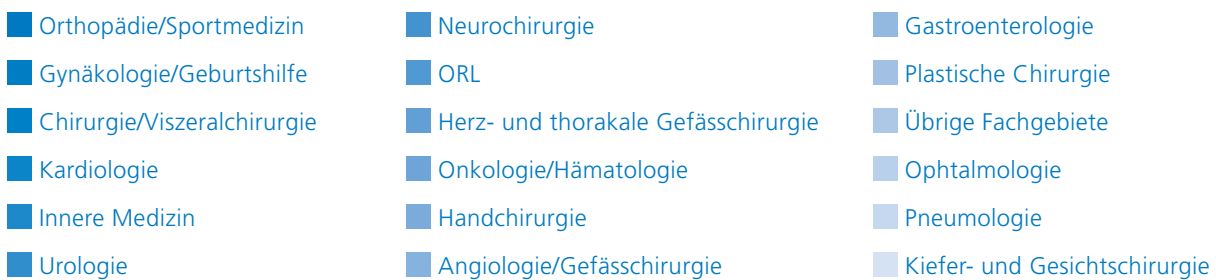 Orthopädie/Sportmedizin
Gynäkologie/Geburtshilfe
Chirurgie/Viszeralchirurgie
Kardiologie
Innere Medizin
Urologie
Neurochirurgie
ORL
Herz- und thorakale Gefässchirurgie
Onkologie/Hämatologie
Handchirurgie
Angiologie/Gefässchirurgie
Gastroenterologie
Plastische Chirurgie
Übrige Fachgebiete
Ophtalmologie
Pneumologie
Kiefer- und Gesichtschirurgie